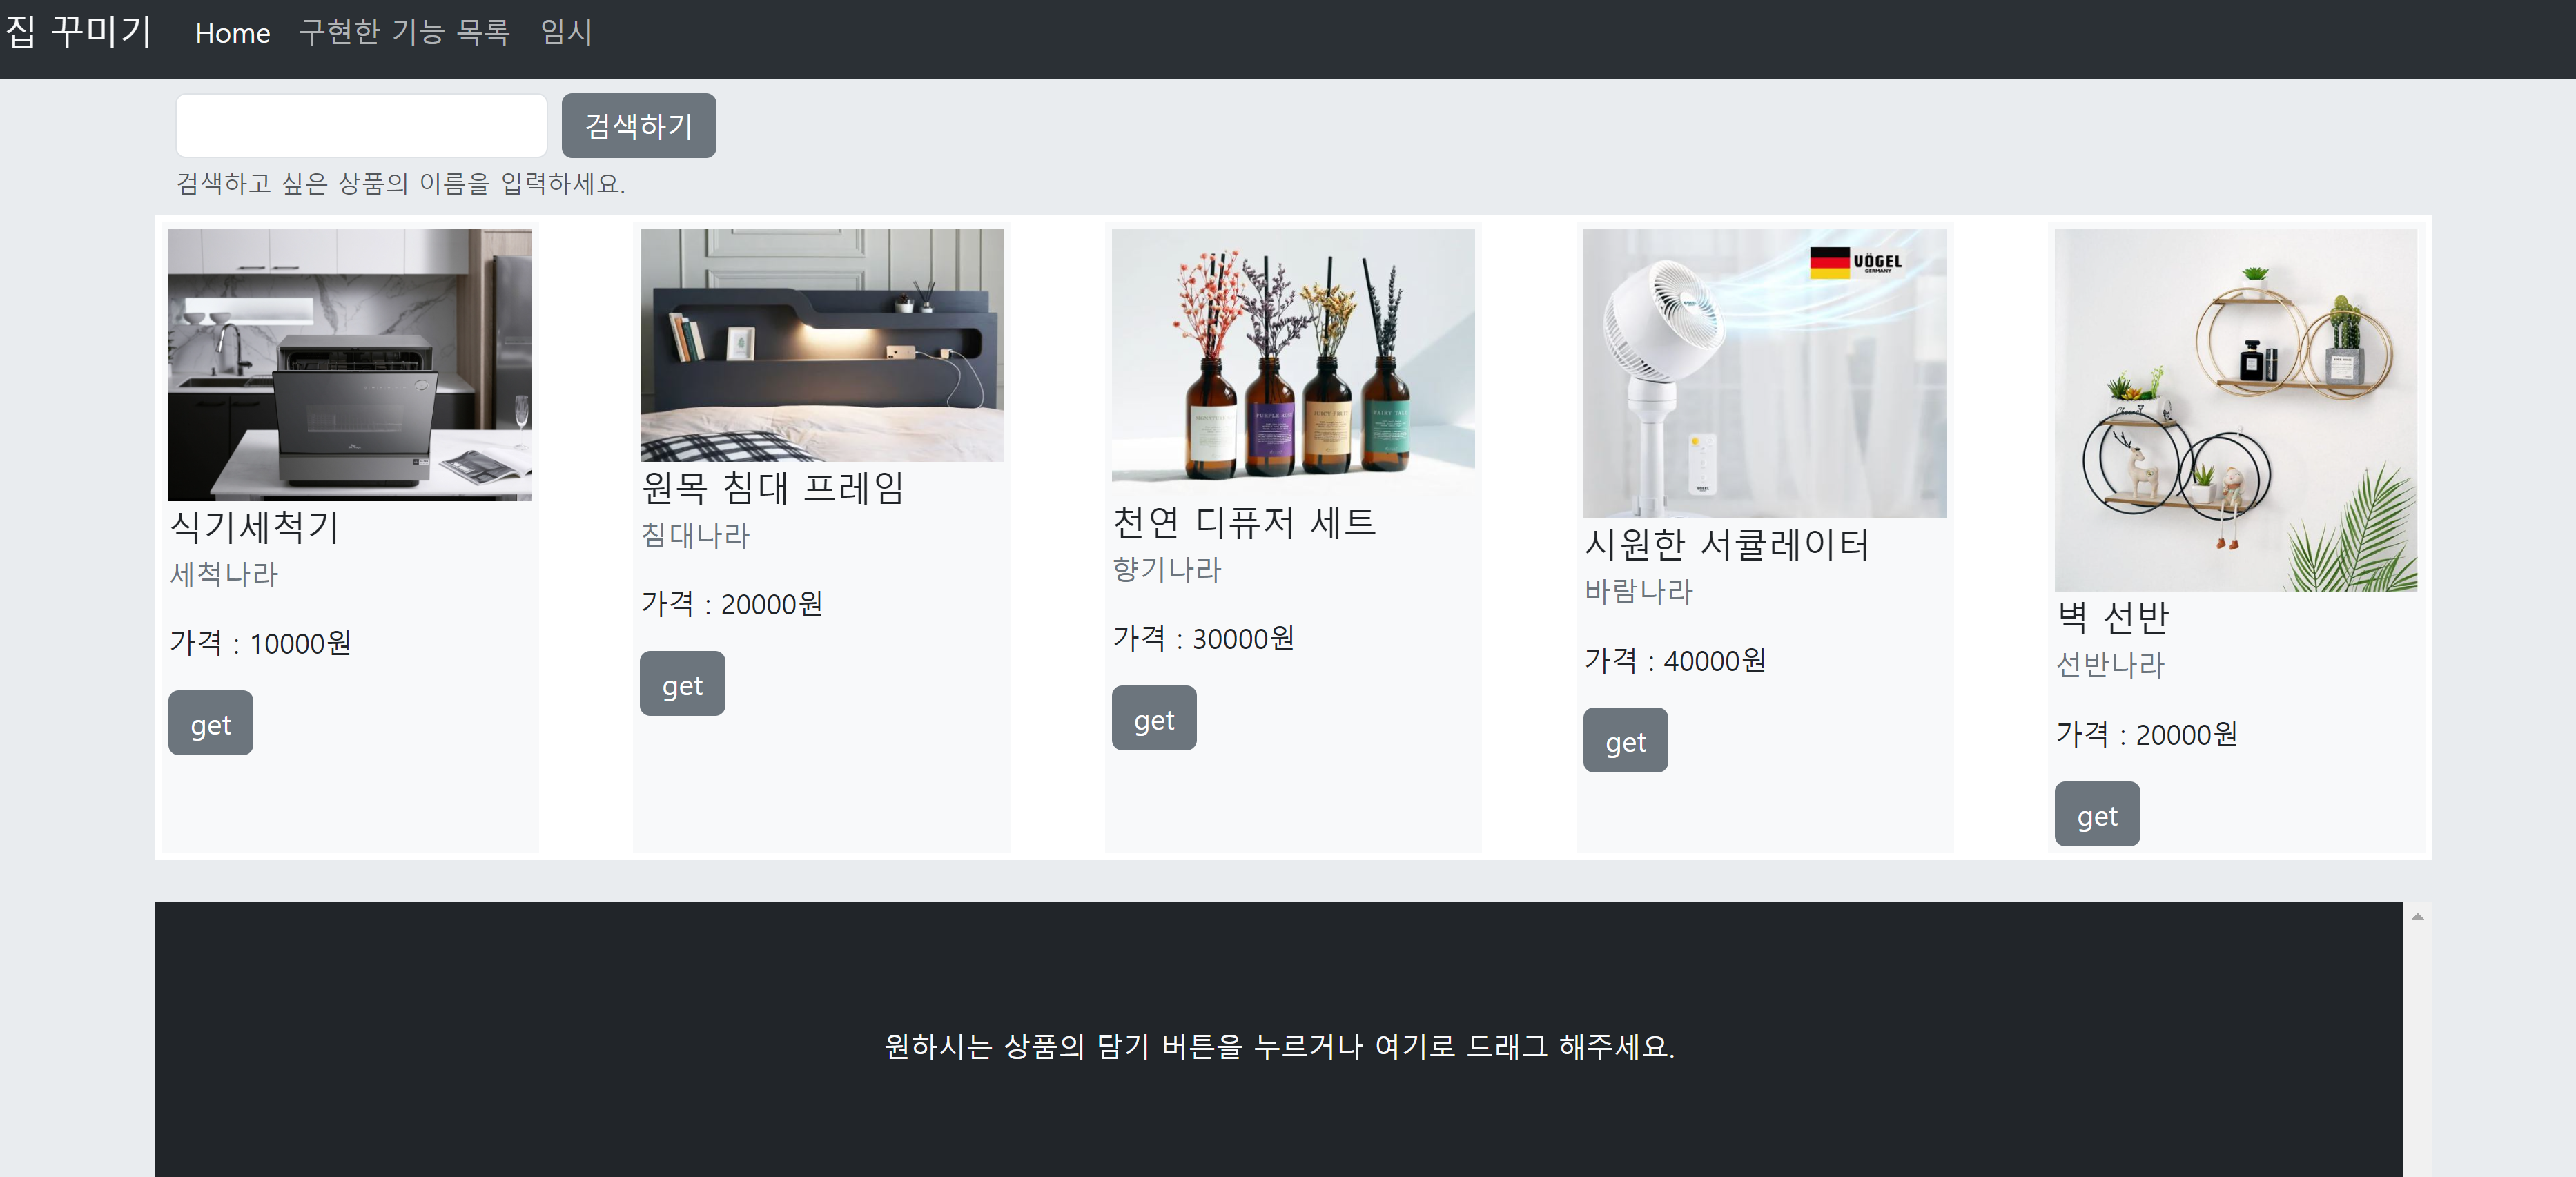 집 꾸미기 Home 구현한 기능 목록 임시
검색하기
검색하고 싶은 상품의 이름을 입력하세요.
식기세척기
세척나라
가격 : 10000원
get
원목 침대 프레임
침대나라
가격 : 20000원
get
PURPLE ROSE
JUICY FRUIT
FAIRY TALE
천연 디퓨저 세트
향기나라
가격 : 30000원
get
VÖGEL
GERMANY
시원한 서큘레이터
바람나라
가격 : 40000원
get
벽 선반
선반나라
가격 : 20000원
get
원하시는 상품의 담기 버튼을 누르거나 여기로 드래그 해주세요.